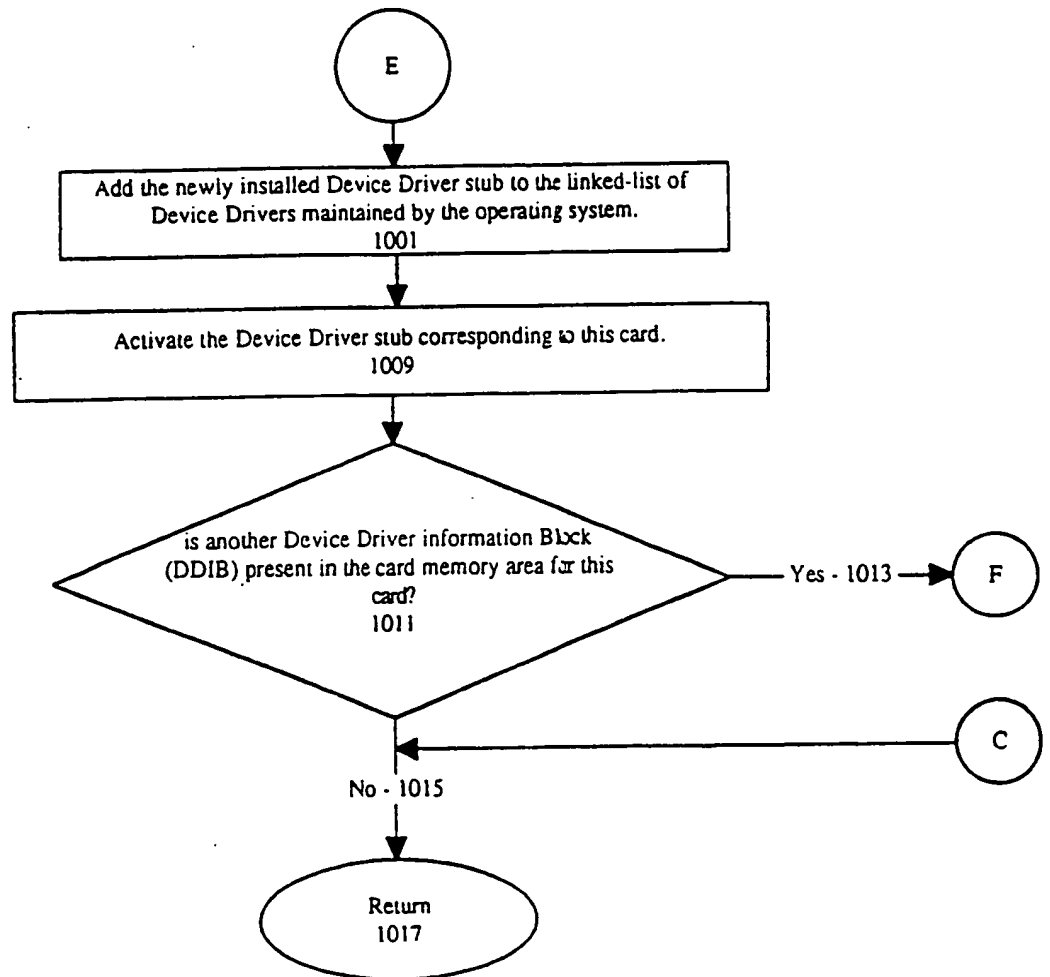 E
Add the newly installed Device Driver stub to the linked-list of
Device Drivers maintained by the operating system.
1001
Activate the Device Driver stub corresponding to this card.
1009
is another Device Driver information Block
(DDIB) present in the card memory area for this
card?
1011
Yes - 1013
F
C
No - 1015
Return
1017